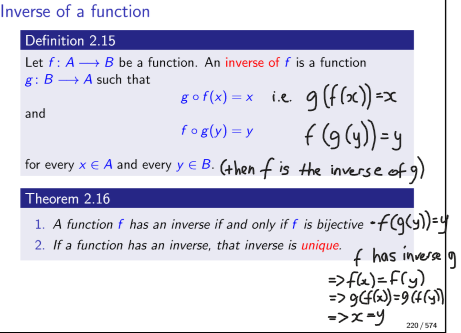 Inverse of a function
Definition 2.15
Let f : A ⟶ B be a function. An inverse of f is a function
g : B ⟶ A such that
g ∘ f(x) = x i.e. g(f(x))=x
and
f ∘ g(y) = y f(g(y))=y
for every x ∈ A and every y ∈ B. (then f is the inverse of g)
Theorem 2.16
1. A function f has an inverse if and only if f is bijective - f(g(y))=y
2. If a function has an inverse, that inverse is unique.
f has inverse g
=> f(x)=f(y)
=> g(f(x))=g(f(y))
=> x=y
220 / 574